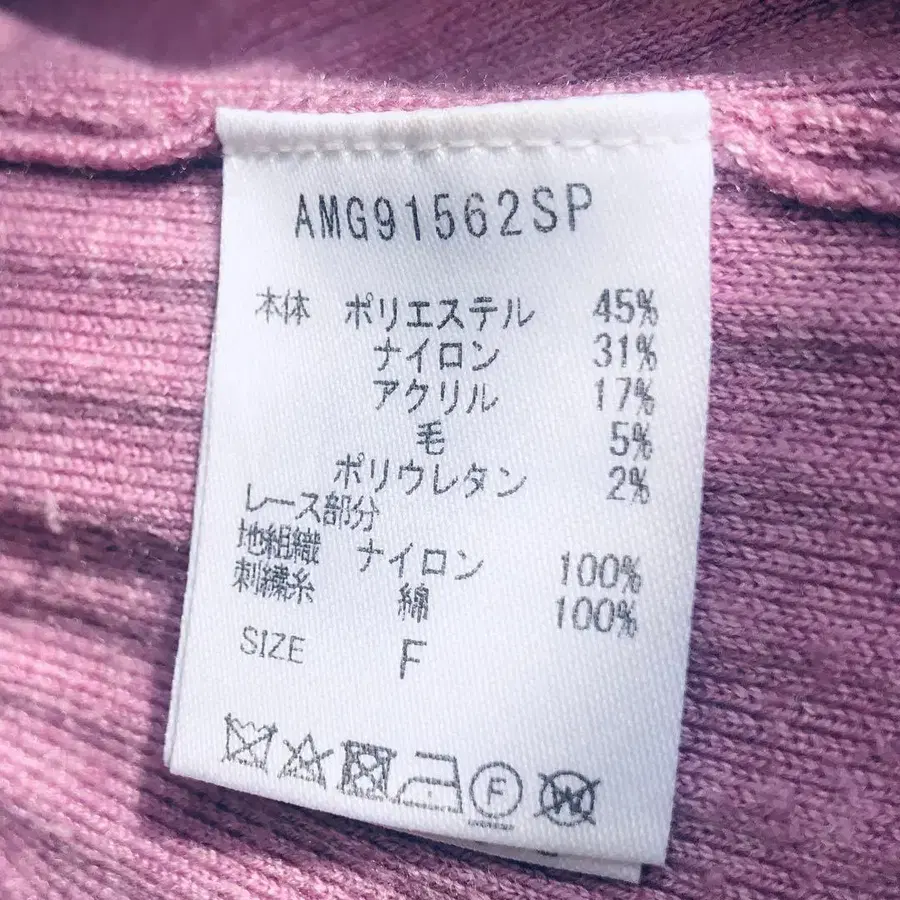 AMG91562SP
本体 ポリエステル 45%
ナイロン 31%
アクリル 17%
毛 5%
ポリウレタン 2%
レース部分
地組織 ナイロン 100%
刺繍糸 綿 100%
SIZE F
F W